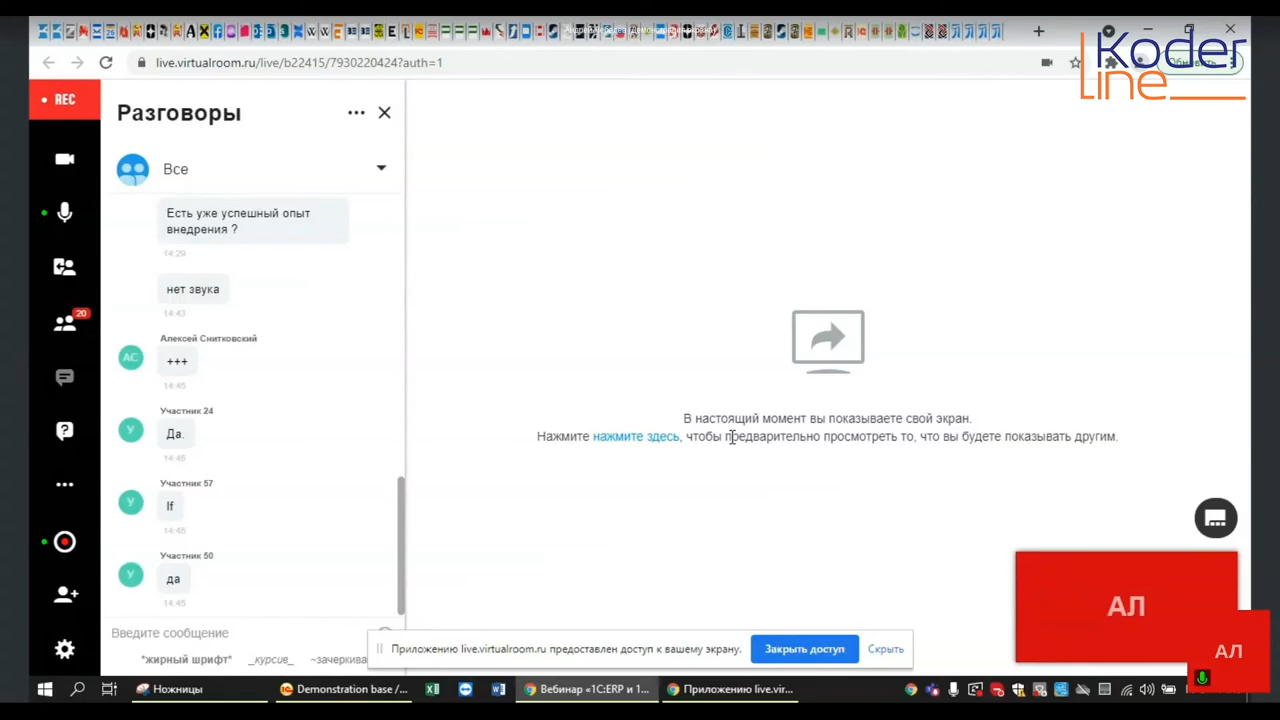 Koder
line
live.virtualroom.ru/live/b22415/7930220424?auth=1
Обновить
REC
Разговоры
Все
Есть уже успешный опыт
внедрения ?
14:29
нет звука
14:43
Алексей Снитковский
АС
+++
14:45
Участник 24
У
Да.
14:45
Участник 57
У
If
14:45
Участник 50
У
да
14:45
20
Введите сообщение
*жирный шрифт* _курсив_ ~зачеркива
В настоящий момент вы показываете свой экран.
Нажмите нажмите здесь, чтобы предварительно просмотреть то, что вы будете показывать другим.
АЛ
АЛ
Приложению live.virtualroom.ru предоставлен доступ к вашему экрану.
Закрыть доступ
Скрыть
Ножницы
Demonstration base /...
Вебинар «1С:ERP и 1...
Приложению live.vir...